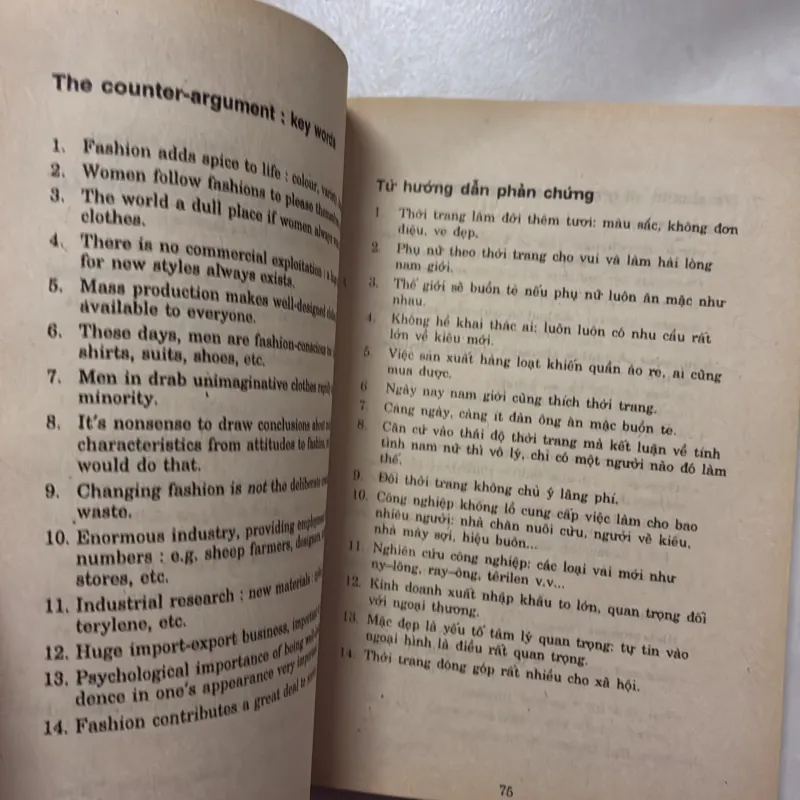 The counter-argument : key words
1. Fashion adds spice to life : colour, variety,
2. Women follow fashions to please themselves
3. The world a dull place if women always
clothes.
4. There is no commercial exploitation : a
for new styles always exists.
5. Mass production makes well-designed
available to everyone.
6. These days, men are fashion-conscious
shirts, suits, shoes, etc.
7. Men in drab unimaginative clothes rapidly
minority.
8. It's nonsense to draw conclusions about
characteristics from attitudes to fashion,
would do that.
9. Changing fashion is not the deliberate
waste.
10. Enormous industry, providing employment
numbers : e.g. sheep farmers, designers
stores, etc.
11. Industrial research : new materials :
terylene, etc.
12. Huge import-export business, important
13. Psychological importance of being
dence in one's appearance very important
14. Fashion contributes a great deal to
Từ hướng dẫn phản chứng
1 Thời trang làm đời thêm tươi: màu sắc, không đơn
điệu, ve đẹp.
2 Phụ nữ theo thời trang cho vui và làm hài lòng
nam giới.
3. Thế giới sẽ buồn tẻ nếu phụ nữ luôn ăn mặc như
nhau.
4. Không hề khai thác ai: luôn luôn có nhu cầu rất
lớn về kiểu mới.
5. Việc sản xuất hàng loạt khiến quần áo rẻ, ai cũng
mua được.
6 Ngày nay nam giới cũng thích thời trang.
7. Càng ngày, càng ít đàn ông ăn mặc buồn tẻ.
8. Căn cứ vào thái độ thời trang mà kết luận về tính
tình nam nữ thì vô lý, chỉ có một người nào đó làm
thế.
9. Đổi thời trang không chủ ý lãng phí.
10. Công nghiệp không lồ cung cấp việc làm cho bao
nhiêu người: nhà chăn nuôi cừu, người vẽ kiểu,
nhà máy sợi, hiệu buôn...
11. Nghiên cứu công nghiệp: các loại vai mới như
ny-lông, ray-ông, têrilen v.v...
12. Kinh doanh xuất nhập khẩu to lớn, quan trọng đối
với ngoại thương.
13. Mặc đẹp là yếu tố tâm lý quan trọng: tự tin vào
ngoại hình là điều rất quan trọng.
14. Thời trang đóng góp rất nhiều cho xã hội.
75